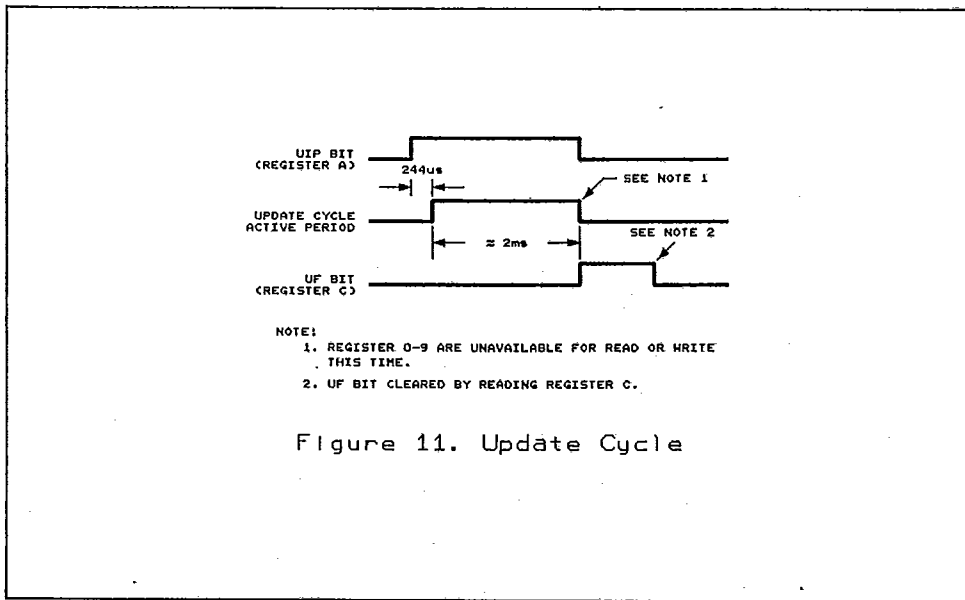 UIP BIT
(REGISTER A)
244us
SEE NOTE 1
UPDATE CYCLE
ACTIVE PERIOD
≈ 2ms
SEE NOTE 2
UF BIT
(REGISTER C)
NOTE:
1. REGISTER 0-9 ARE UNAVAILABLE FOR READ OR WRITE
THIS TIME.
2. UF BIT CLEARED BY READING REGISTER C.
Figure 11. Update Cycle